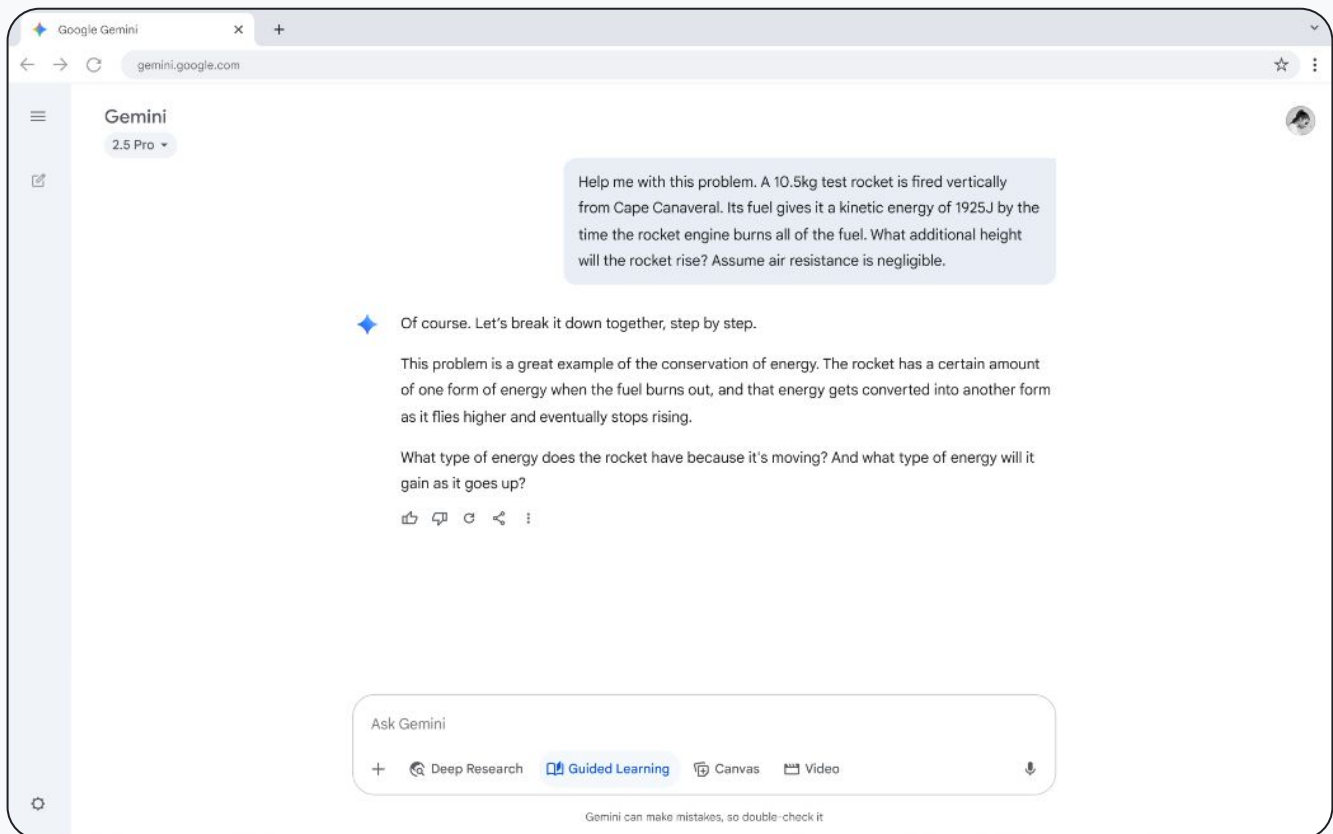 Google Gemini
gemini.google.com
Gemini
2.5 Pro
Help me with this problem. A 10.5kg test rocket is fired vertically
from Cape Canaveral. Its fuel gives it a kinetic energy of 1925J by the
time the rocket engine burns all of the fuel. What additional height
will the rocket rise? Assume air resistance is negligible.
Of course. Let's break it down together, step by step.
This problem is a great example of the conservation of energy. The rocket has a certain amount
of one form of energy when the fuel burns out, and that energy gets converted into another form
as it flies higher and eventually stops rising.
What type of energy does the rocket have because it's moving? And what type of energy will it
gain as it goes up?
Ask Gemini
Deep Research Guided Learning Canvas Video
Gemini can make mistakes, so double-check it